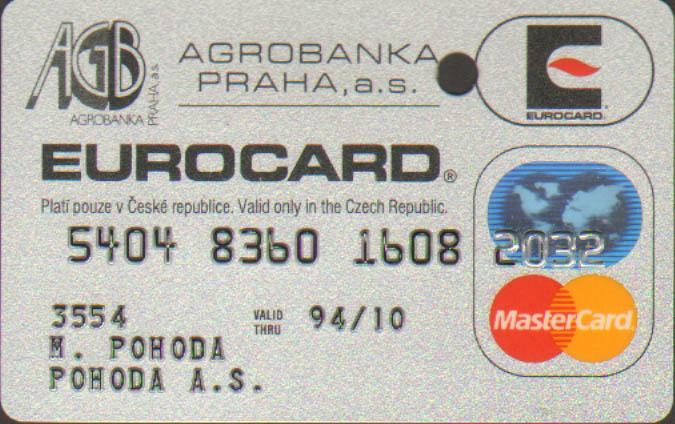 AGB
AGROBANKA
PRAHA, a.s.
AGROBANKA
PRAHA, a.s.
E
EUROCARD®
EUROCARD®
Platí pouze v České republice. Valid only in the Czech Republic.
5404 8360 1608 2032
3554 VALID THRU 94/10
MasterCard
M. POHODA
POHODA A.S.